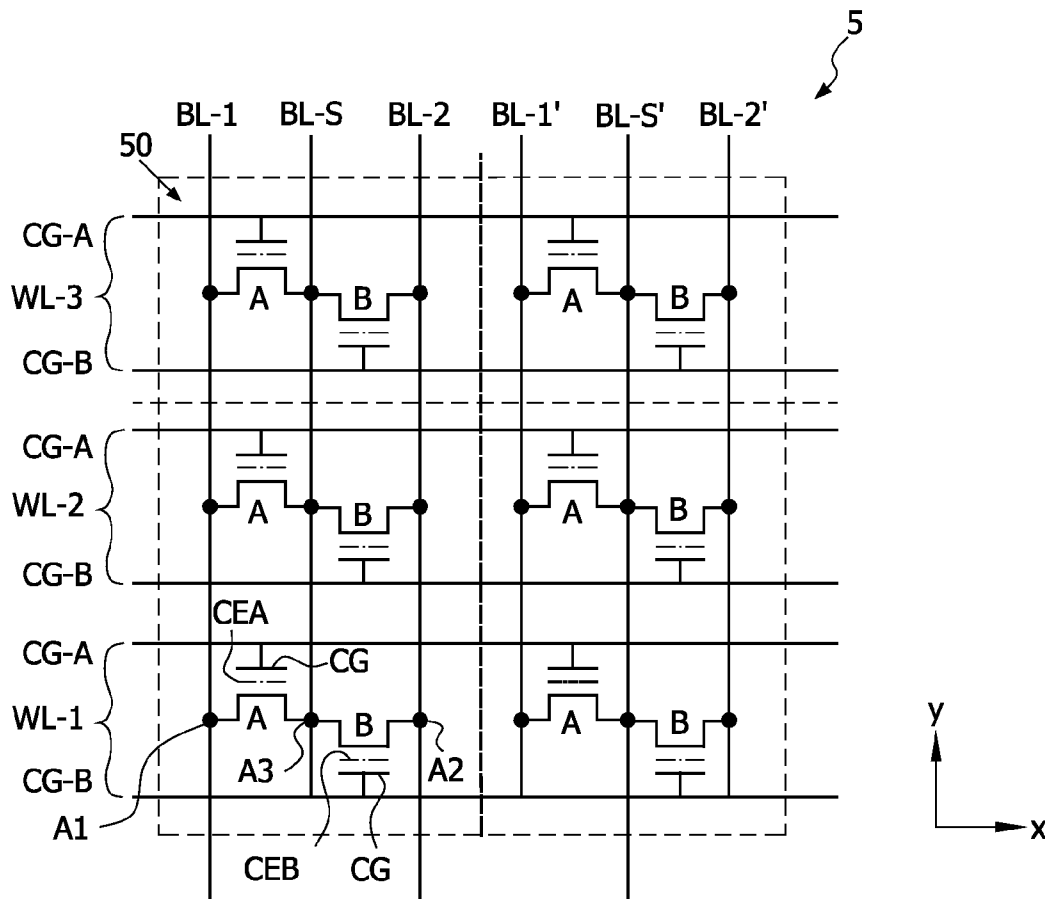 5
BL-1 BL-S BL-2 BL-1' BL-S' BL-2'
50
CG-A
WL-3
A B A B
CG-B
CG-A
WL-2
A B A B
CG-B
CEA
CG-A
CG
WL-1
A B A B
y
A3 A2
CG-B
A1
x
CEB CG